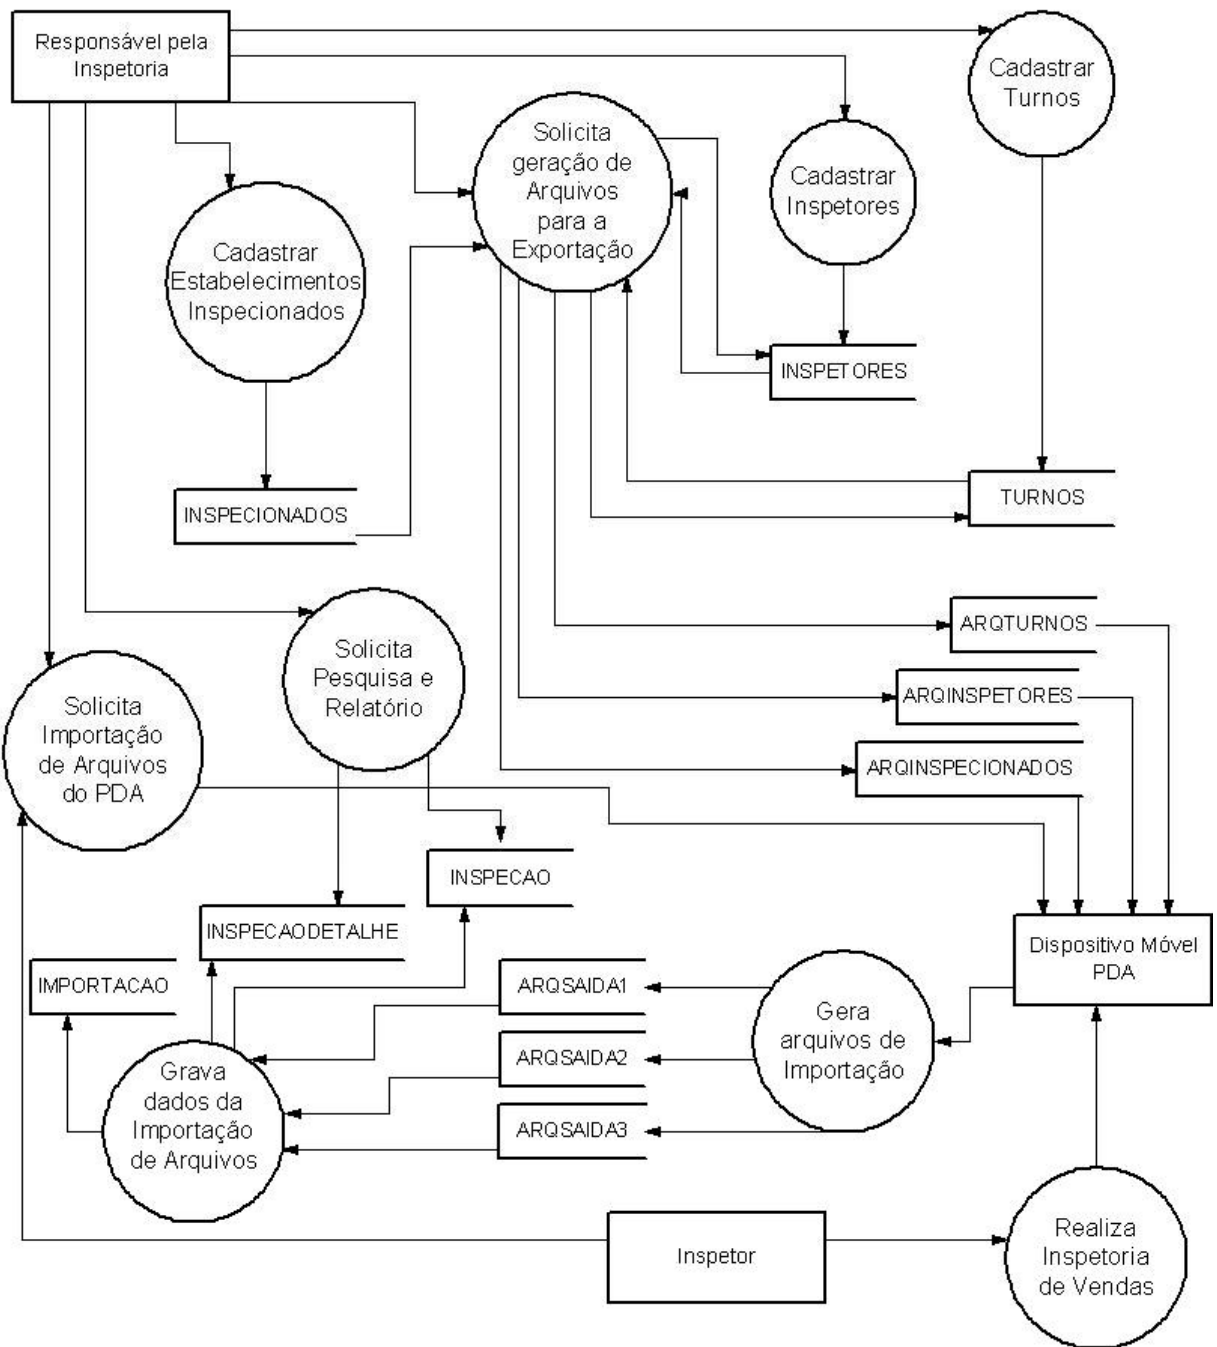 Responsável pela
Inspetoria
Cadastrar
Turnos
Solicita
geração de
Arquivos
para a
Exportação
Cadastrar
Inspetores
Cadastrar
Estabelecimentos
Inspecionados
INSPETORES
TURNOS
INSPECIONADOS
ARQTURNOS
Solicita
Pesquisa e
Relatório
ARQINSPETORES
Solicita
Importação
de Arquivos
do PDA
ARQINSPECIONADOS
INSPECAO
INSPECAODETALHE
Dispositivo Móvel
PDA
IMPORTACAO
ARQSAIDA1
Gera
arquivos de
Importação
ARQSAIDA2
Grava
dados da
Importação
de Arquivos
ARQSAIDA3
Inspetor
Realiza
Inspetoria
de Vendas